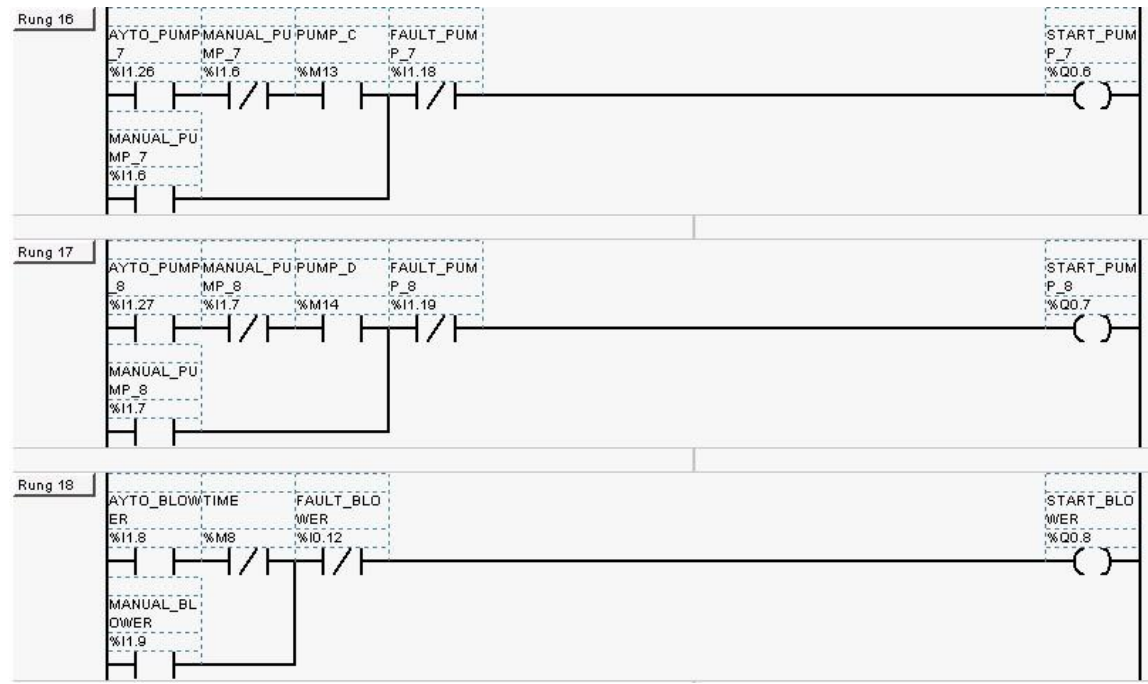 Rung 16
AYTO_PUMP MANUAL_PU PUMP_C FAULT_PUM START_PUM
_7 MP_7 P_7 P_7
%I1.26 %I1.6 %M13 %I1.18 %Q0.6
MANUAL_PU
MP_7
%I1.6
Rung 17
AYTO_PUMP MANUAL_PU PUMP_D FAULT_PUM START_PUM
_8 MP_8 P_8 P_8
%I1.27 %I1.7 %M14 %I1.19 %Q0.7
MANUAL_PU
MP_8
%I1.7
Rung 18
AYTO_BLOW TIME FAULT_BLO START_BLO
ER WER WER
%I1.8 %M8 %I0.12 %Q0.8
MANUAL_BL
OWER
%I1.9